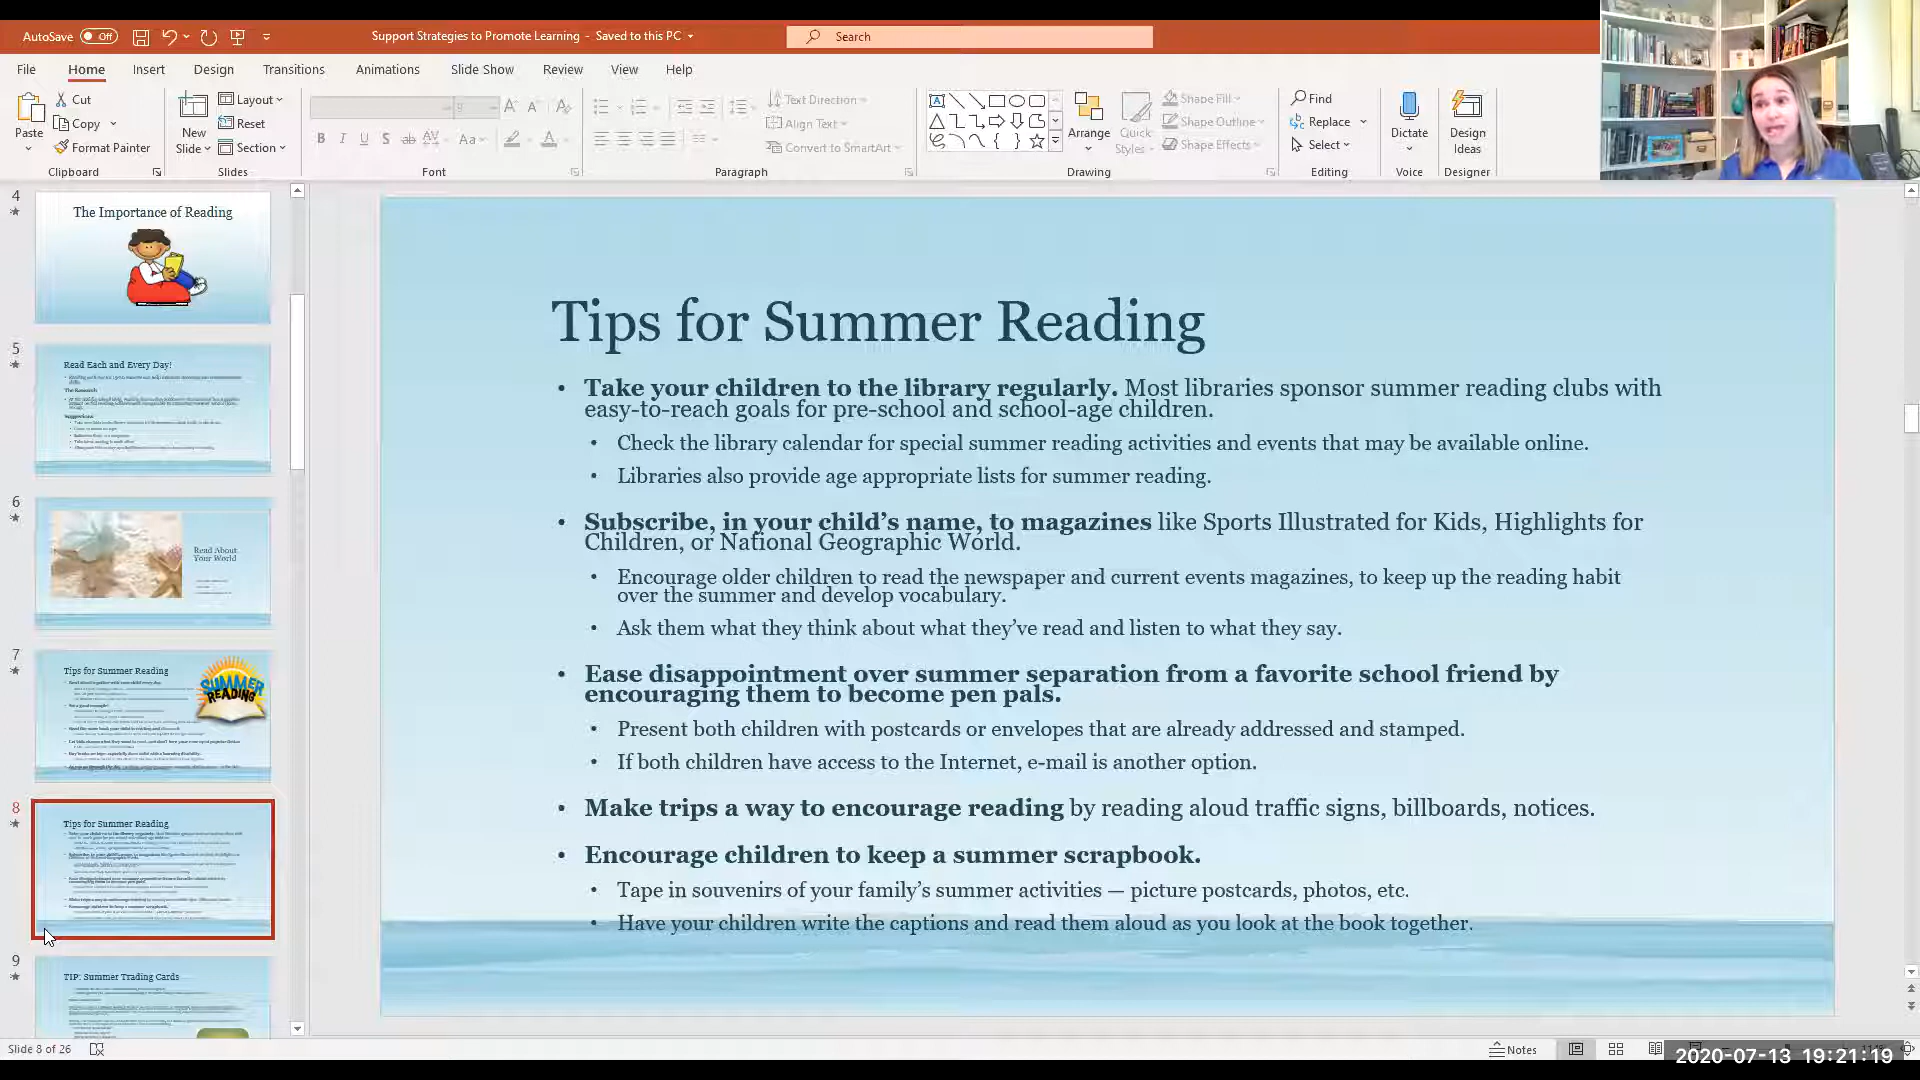 AutoSave Off
Support Strategies to Promote Learning - Saved to this PC
Search
File Home Insert Design Transitions Animations Slide Show Review View Help
Paste
Cut
Copy
Format Painter
Clipboard
New Slide
Layout
Reset
Section
Slides
B I U S ab AV Aa A
Font
Text Direction
Align Text
Convert to SmartArt
Paragraph
Arrange
Quick Styles
Shape Fill
Shape Outline
Shape Effects
Drawing
Find
Replace
Select
Editing
Dictate
Voice
Design Ideas
Designer
4
The Importance of Reading
5
Read Each and Every Day!
6
Read About
Your World
7
Tips for Summer Reading
SUMMER
READING
8
Tips for Summer Reading
9
TIP: Summer Trading Cards
Tips for Summer Reading
• Take your children to the library regularly. Most libraries sponsor summer reading clubs with
easy-to-reach goals for pre-school and school-age children.
• Check the library calendar for special summer reading activities and events that may be available online.
• Libraries also provide age appropriate lists for summer reading.
• Subscribe, in your child's name, to magazines like Sports Illustrated for Kids, Highlights for
Children, or National Geographic World.
• Encourage older children to read the newspaper and current events magazines, to keep up the reading habit
over the summer and develop vocabulary.
• Ask them what they think about what they've read and listen to what they say.
• Ease disappointment over summer separation from a favorite school friend by
encouraging them to become pen pals.
• Present both children with postcards or envelopes that are already addressed and stamped.
• If both children have access to the Internet, e-mail is another option.
• Make trips a way to encourage reading by reading aloud traffic signs, billboards, notices.
• Encourage children to keep a summer scrapbook.
• Tape in souvenirs of your family's summer activities — picture postcards, photos, etc.
• Have your children write the captions and read them aloud as you look at the book together.
Slide 8 of 26
Notes
2020-07-13 19:21:19